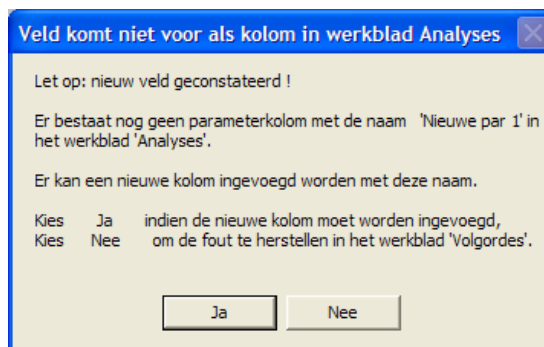 Veld komt niet voor als kolom in werkblad Analyses
Let op: nieuw veld geconstateerd !
Er bestaat nog geen parameterkolom met de naam 'Nieuwe par 1' in
het werkblad 'Analyses'.
Er kan een nieuwe kolom ingevoegd worden met deze naam.
Kies Ja indien de nieuwe kolom moet worden ingevoegd,
Kies Nee om de fout te herstellen in het werkblad 'Volgordes'.
Ja Nee